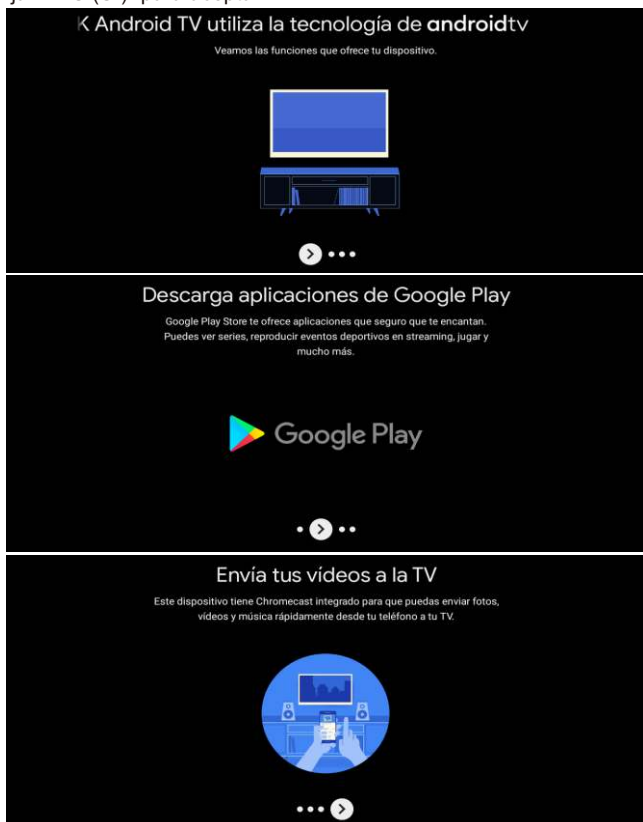 K Android TV utiliza la tecnología de androidtv
Veamos las funciones que ofrece tu dispositivo.
Descarga aplicaciones de Google Play
Google Play Store te ofrece aplicaciones que seguro que te encantan.
Puedes ver series, reproducir eventos deportivos en streaming, jugar y
mucho más.
Google Play
Envía tus vídeos a la TV
Este dispositivo tiene Chromecast integrado para que puedas enviar fotos,
vídeos y música rápidamente desde tu teléfono a tu TV.